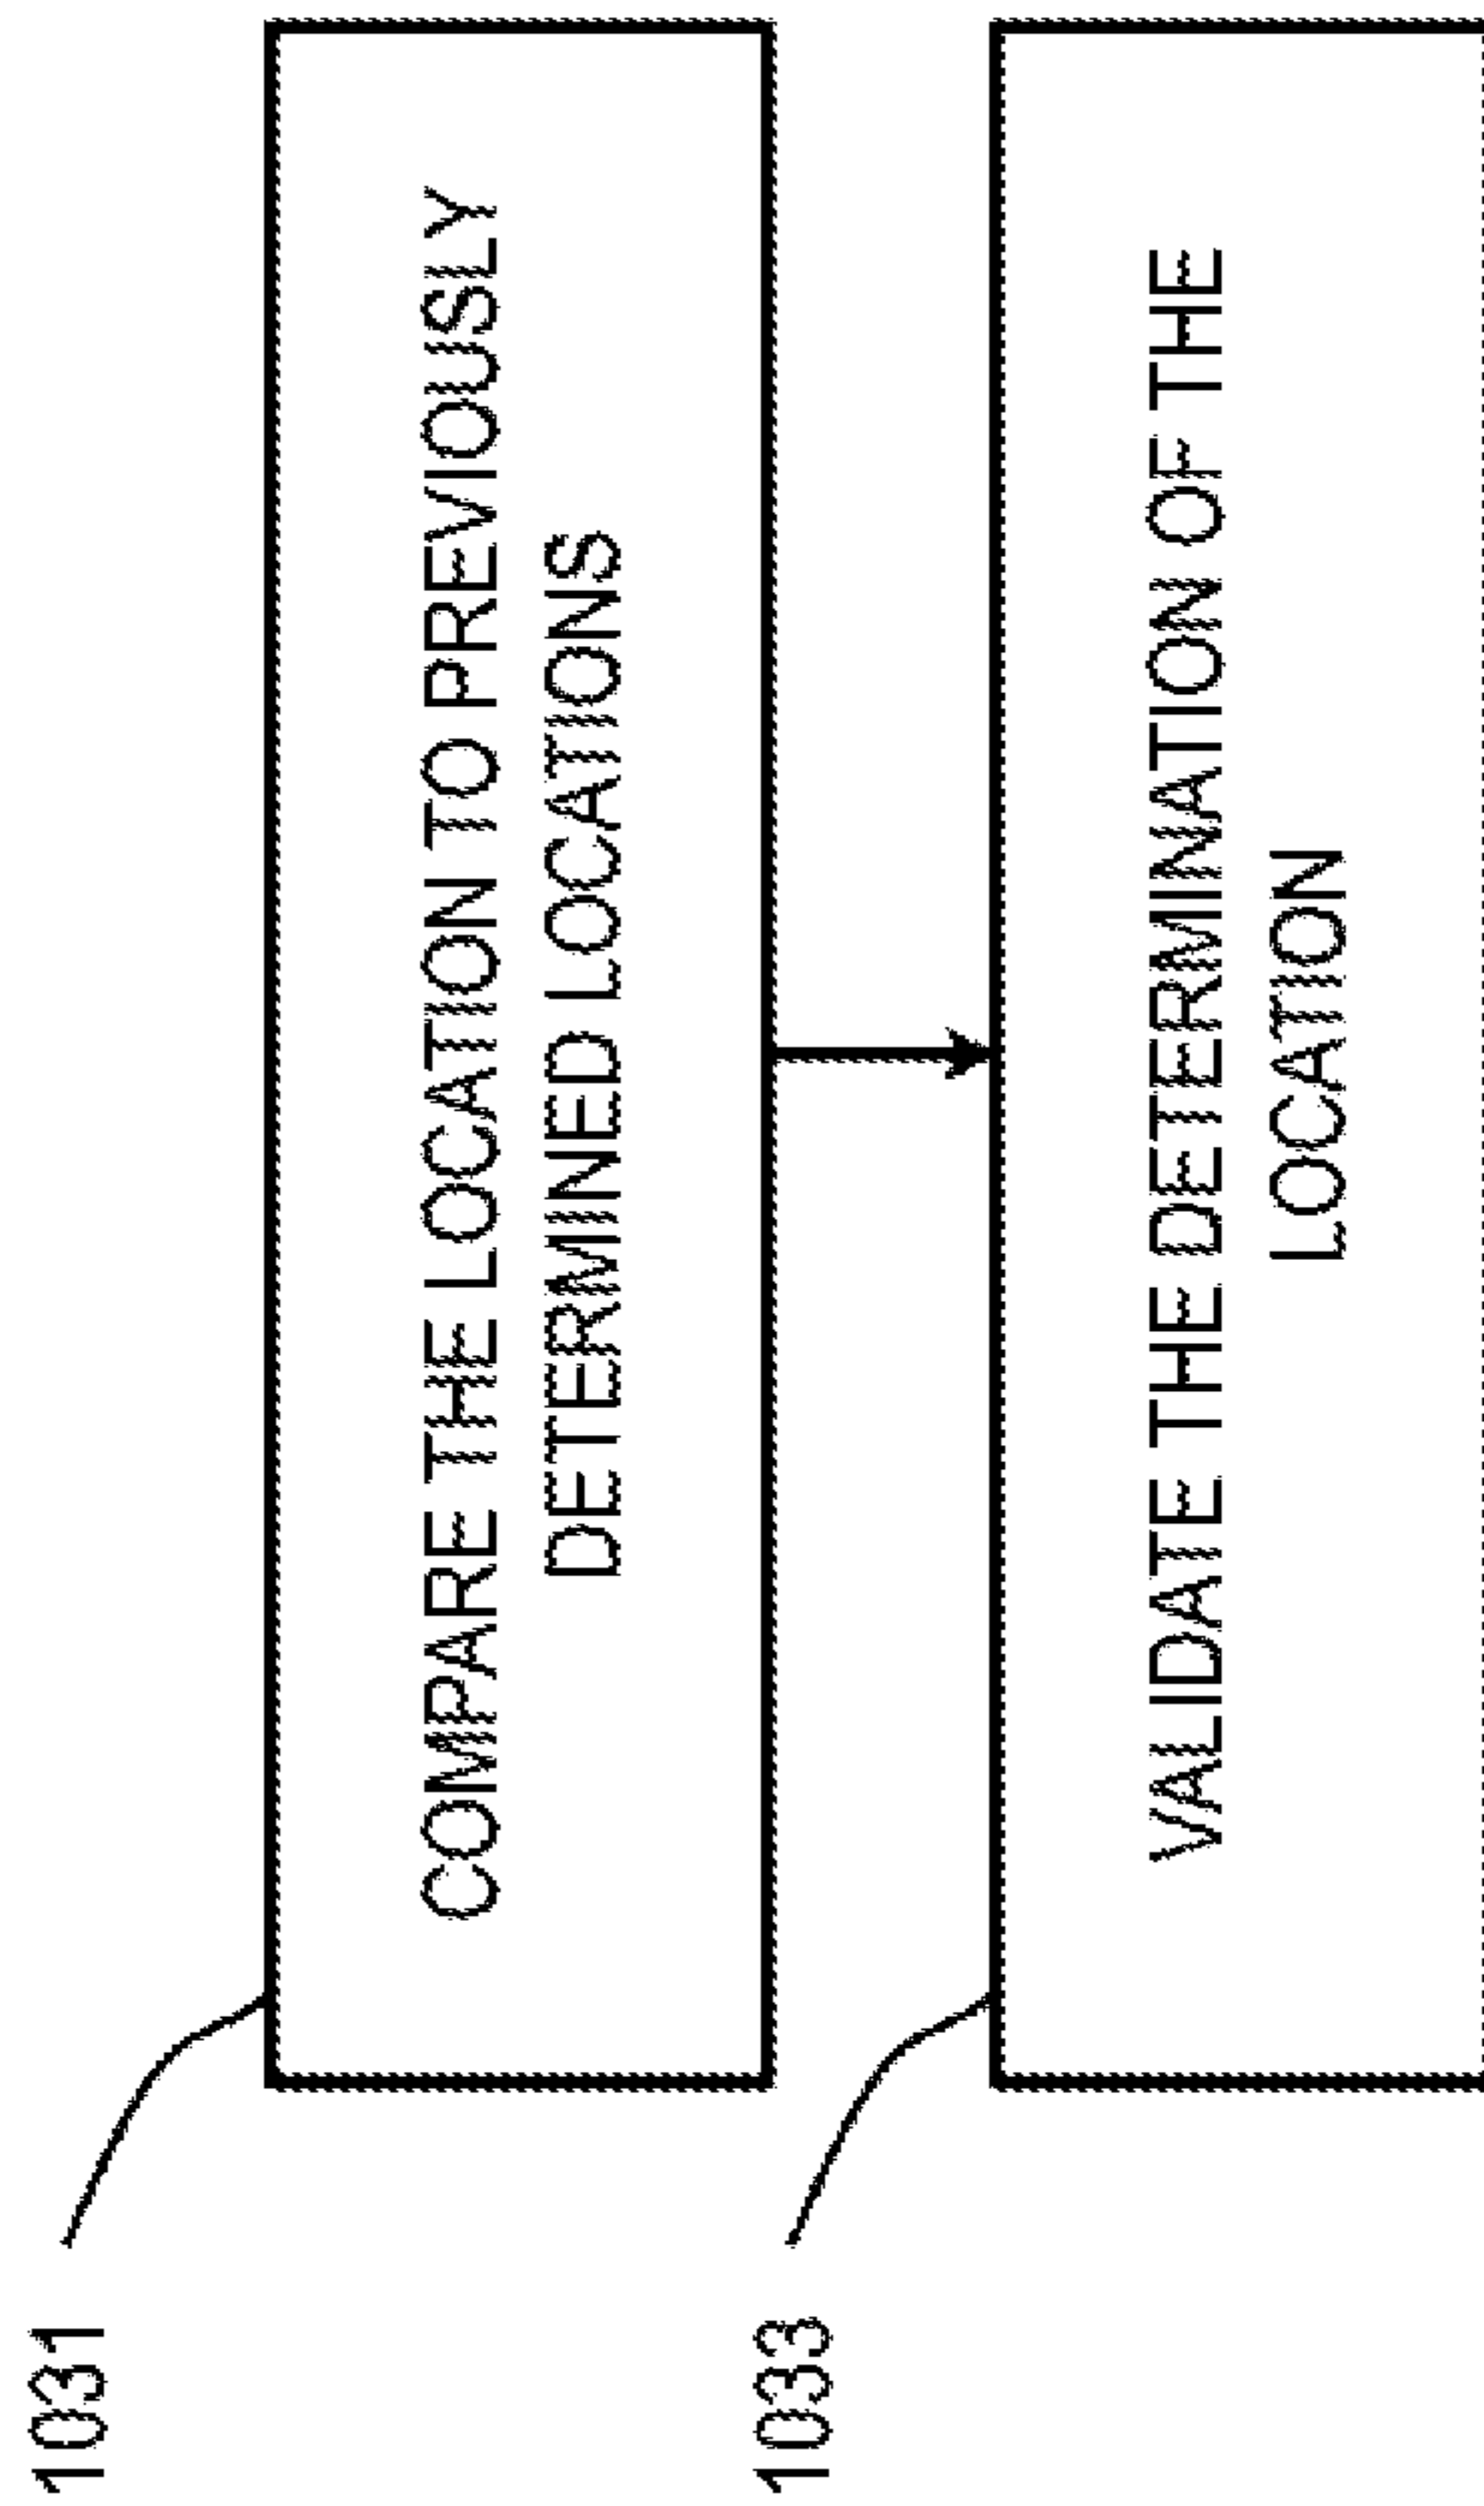 1031
COMPARE THE LOCATION TO PREVIOUSLY
DETERMINED LOCATIONS
1033
VALIDATE THE DETERMINATION OF THE
LOCATION